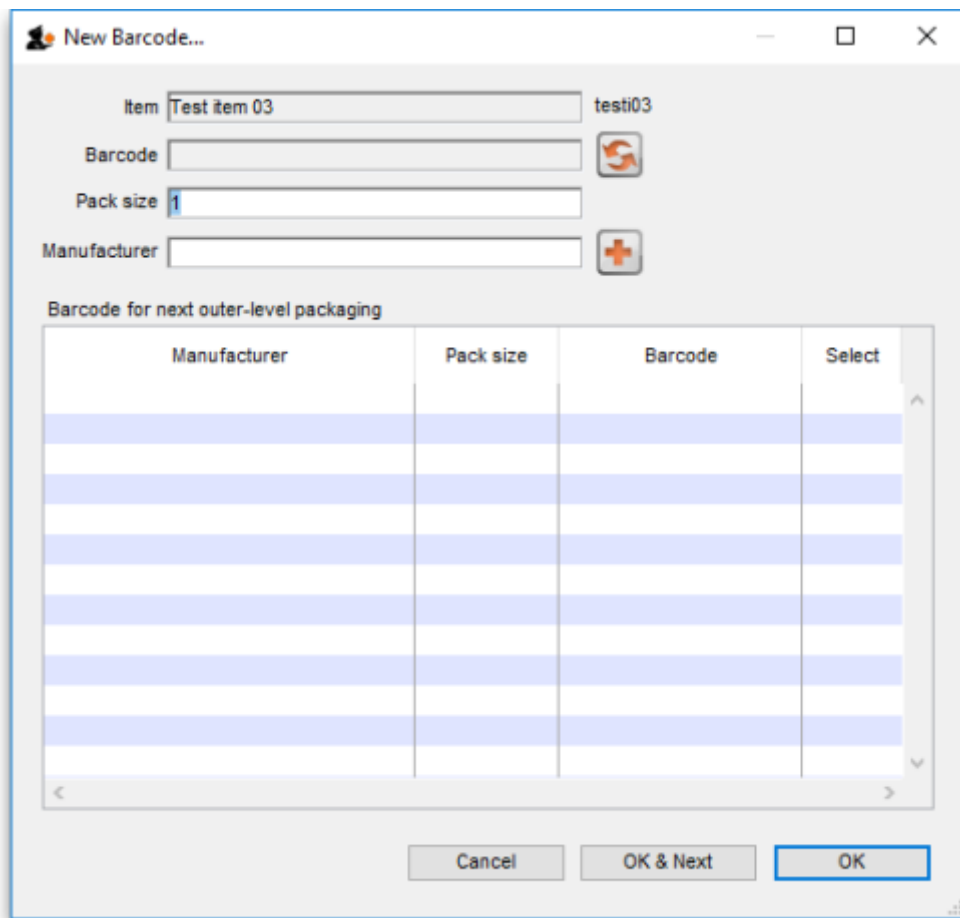 New Barcode...
Item Test item 03 testi03
Barcode
Pack size 1
Manufacturer
Barcode for next outer-level packaging
Manufacturer Pack size Barcode Select
Cancel OK & Next OK